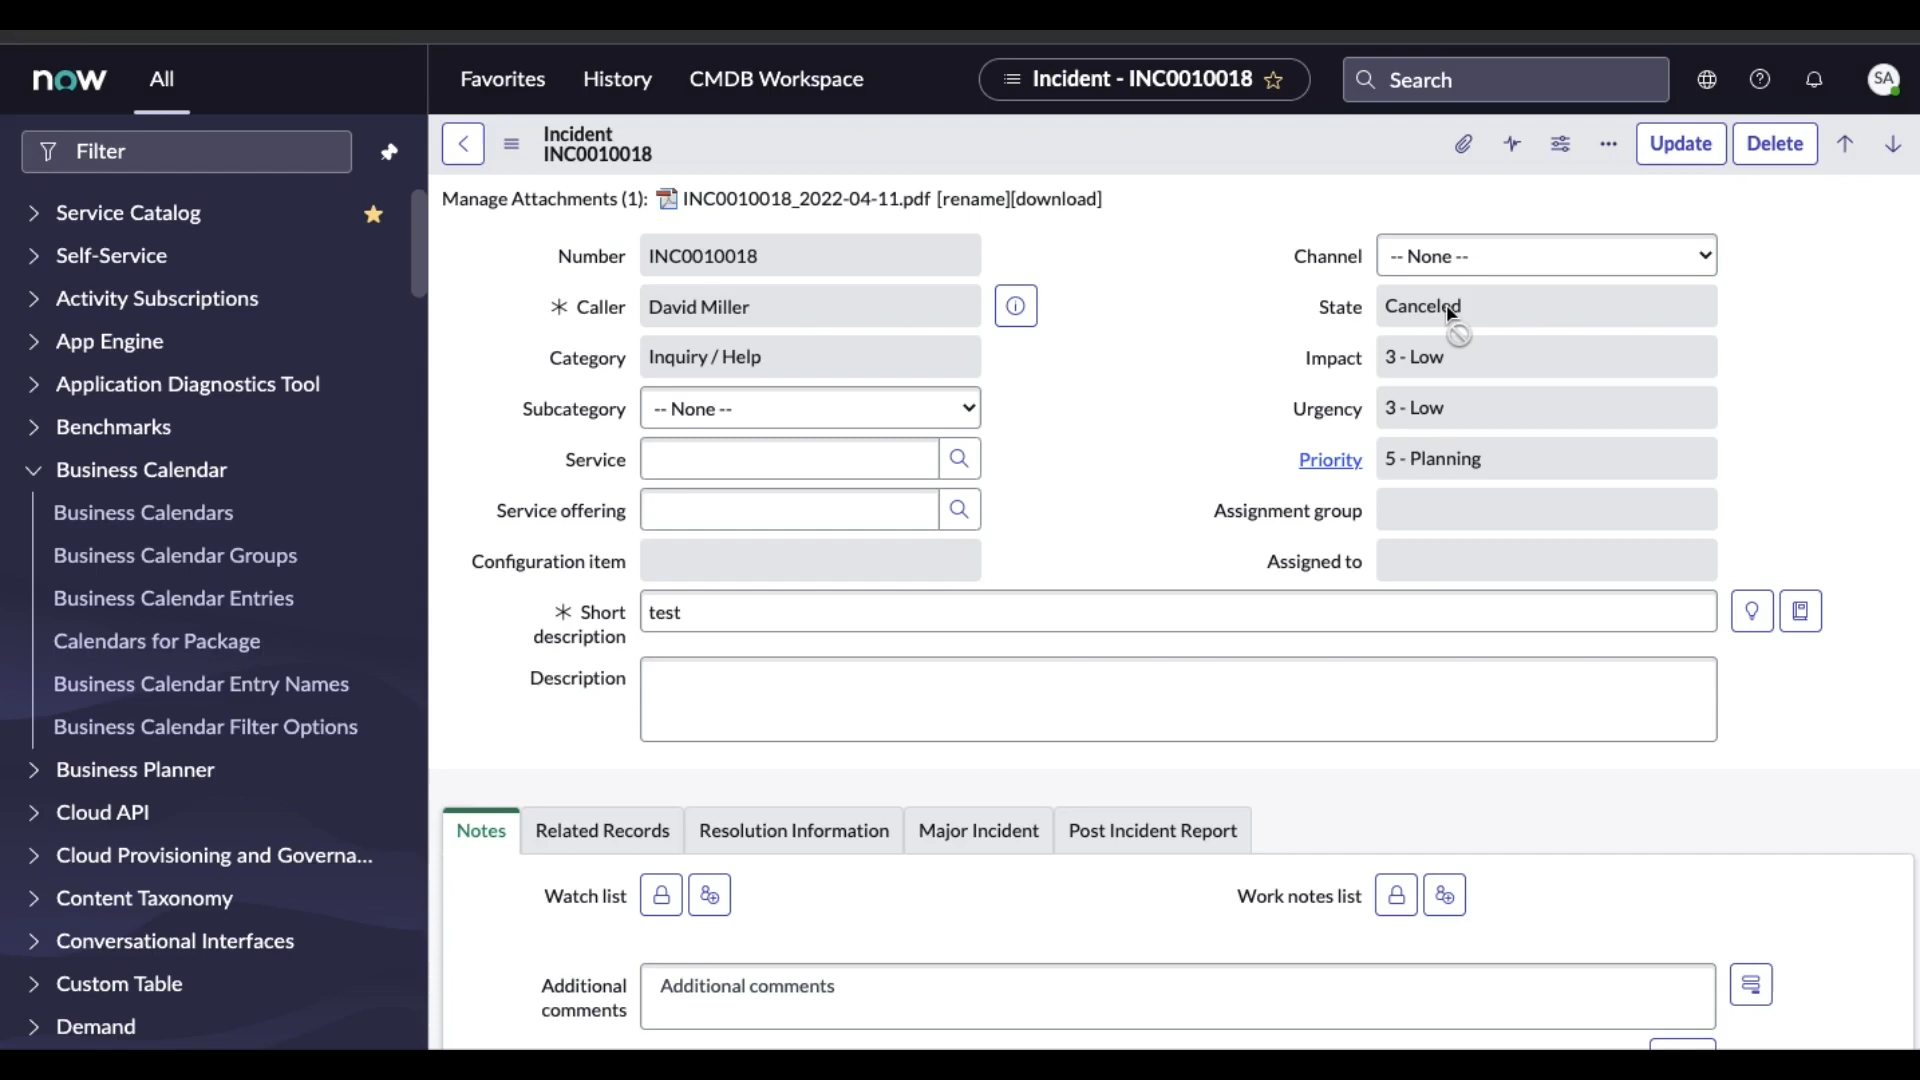 now
All
Favorites
History
CMDB Workspace
Incident - INC0010018
Search
SA
Filter
Service Catalog
Self-Service
Activity Subscriptions
App Engine
Application Diagnostics Tool
Benchmarks
Business Calendar
Business Calendars
Business Calendar Groups
Business Calendar Entries
Calendars for Package
Business Calendar Entry Names
Business Calendar Filter Options
Business Planner
Cloud API
Cloud Provisioning and Governa...
Content Taxonomy
Conversational Interfaces
Custom Table
Demand
Incident
INC0010018
Update
Delete
Manage Attachments (1): INC0010018_2022-04-11.pdf [rename][download]
Number INC0010018
Caller David Miller
Category Inquiry / Help
Subcategory -- None --
Service
Service offering
Configuration item
Channel -- None --
State Canceled
Impact 3 - Low
Urgency 3 - Low
Priority 5 - Planning
Assignment group
Assigned to
Short
description
test
Description
Notes
Related Records
Resolution Information
Major Incident
Post Incident Report
Watch list
Work notes list
Additional
comments
Additional comments